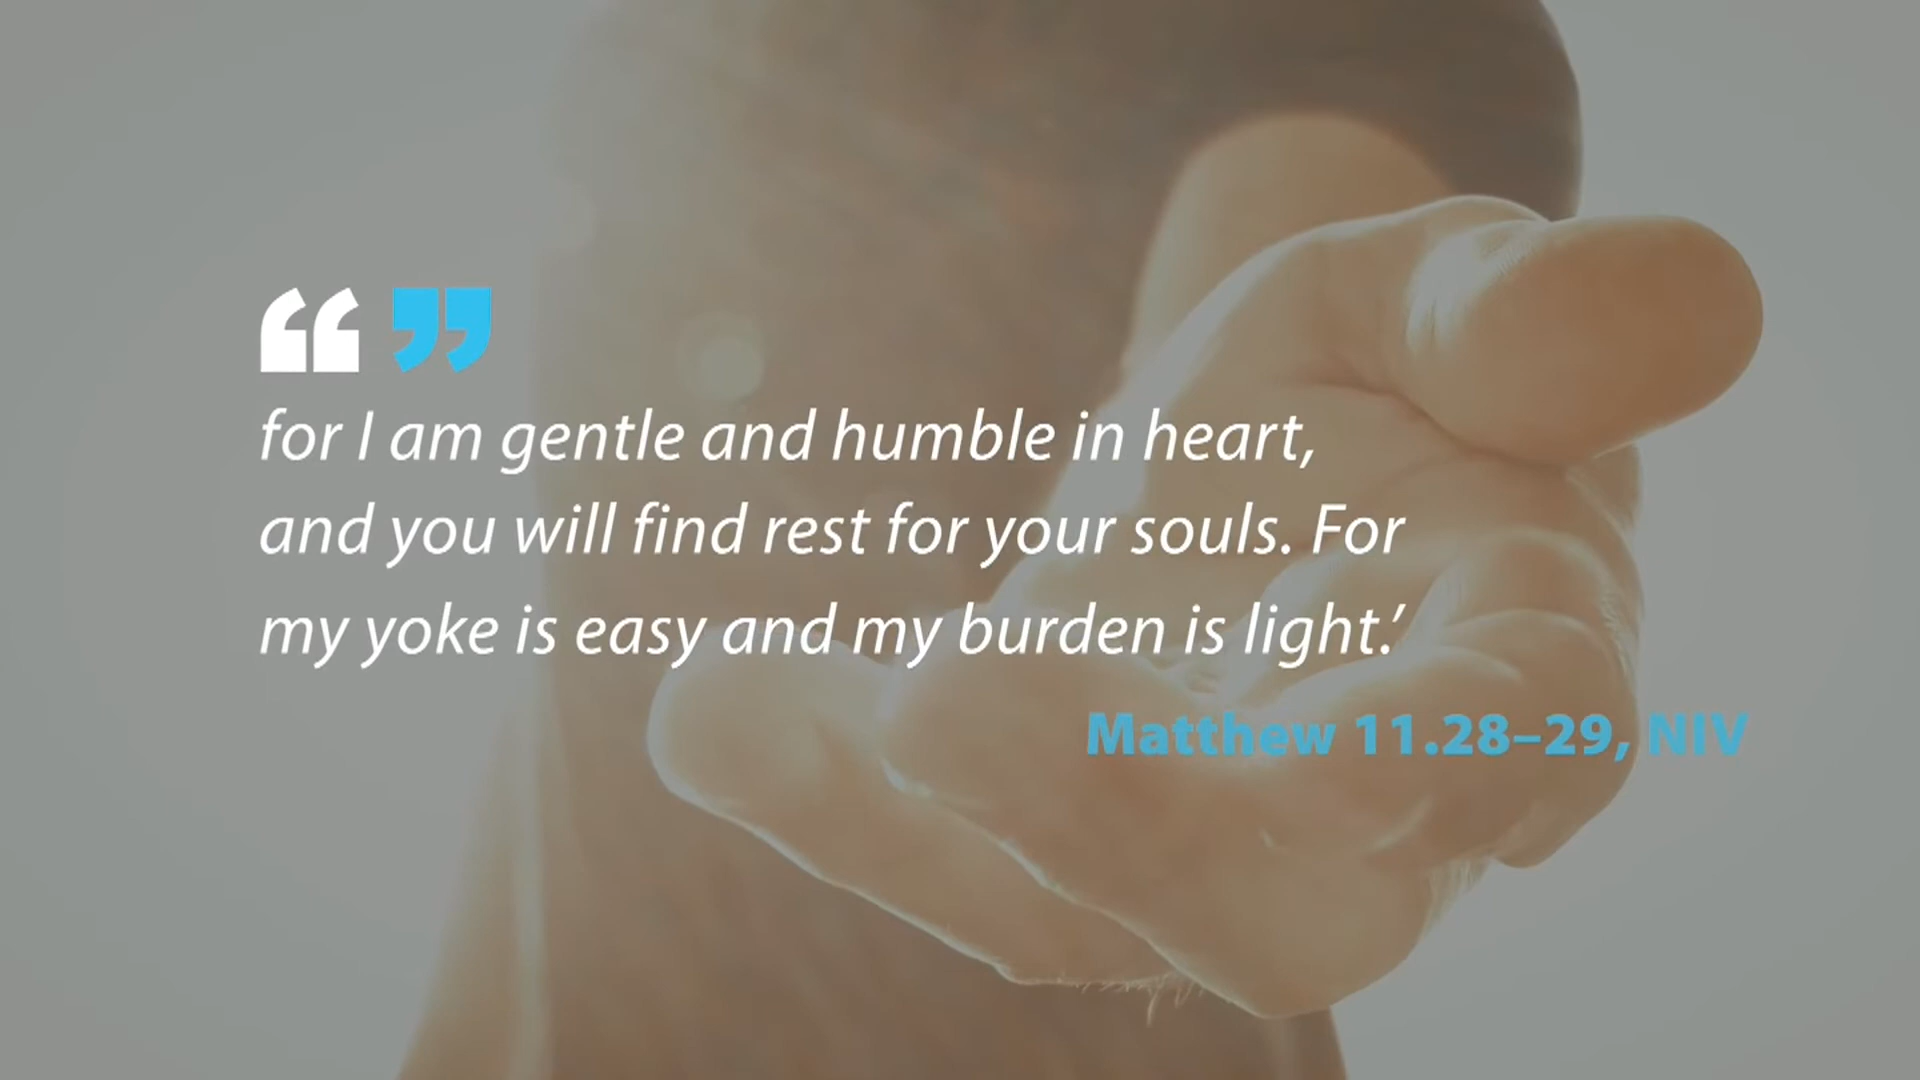 “ ”
for I am gentle and humble in heart,
and you will find rest for your souls. For
my yoke is easy and my burden is light.’
Matthew 11.28–29, NIV